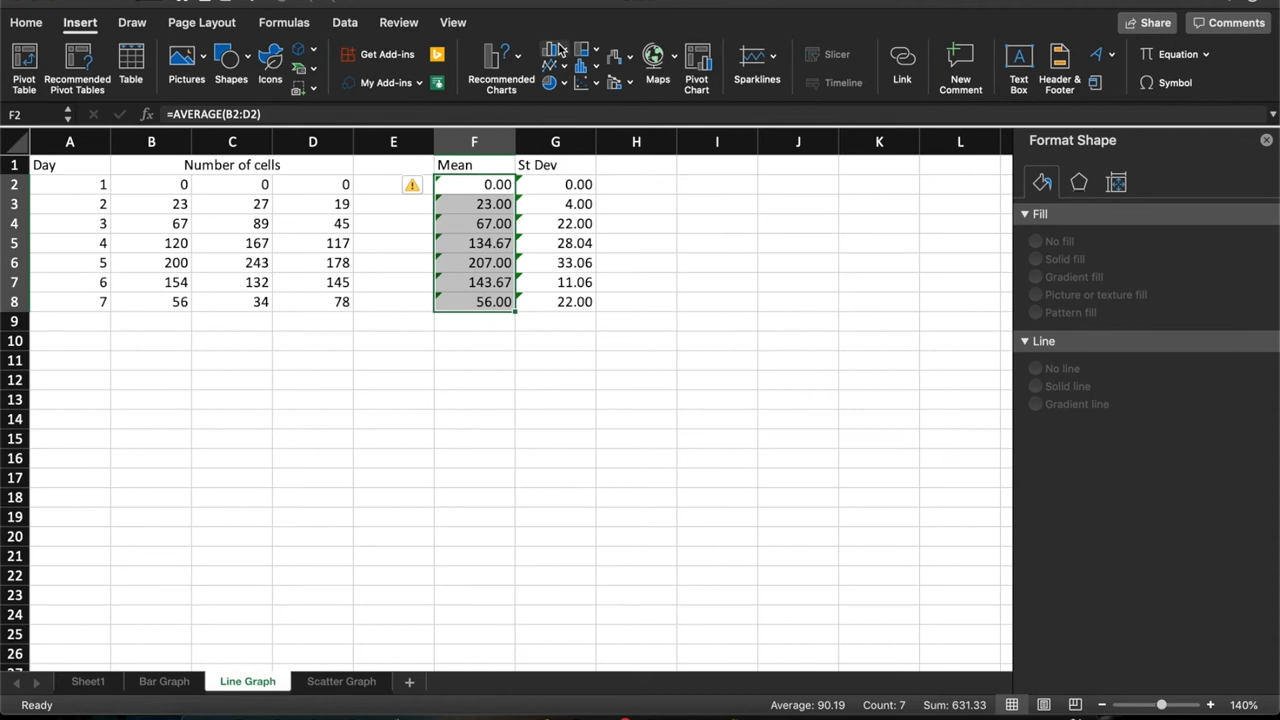 Home Insert Draw Page Layout Formulas Data Review View Share Comments
Get Add-ins Slicer Equation
My Add-ins Timeline Symbol
Pivot Table Recommended Pivot Tables Table Pictures Shapes Icons Recommended Charts Maps Pivot Chart Sparklines Link New Comment Text Box Header & Footer
F2 fx =AVERAGE(B2:D2)
A B C D E F G H I J K L
Format Shape
1 Day Number of cells Mean St Dev
2 1 0 0 0 0.00 0.00
3 2 23 27 19 23.00 4.00
4 3 67 89 45 67.00 22.00
5 4 120 167 117 134.67 28.04
6 5 200 243 178 207.00 33.06
7 6 154 132 145 143.67 11.06
8 7 56 34 78 56.00 22.00
9
10
11
12
13
14
15
16
17
18
19
20
21
22
23
24
25
26
Fill
No fill
Solid fill
Gradient fill
Picture or texture fill
Pattern fill
Line
No line
Solid line
Gradient line
Sheet1 Bar Graph Line Graph Scatter Graph +
Ready Average: 90.19 Count: 7 Sum: 631.33 140%